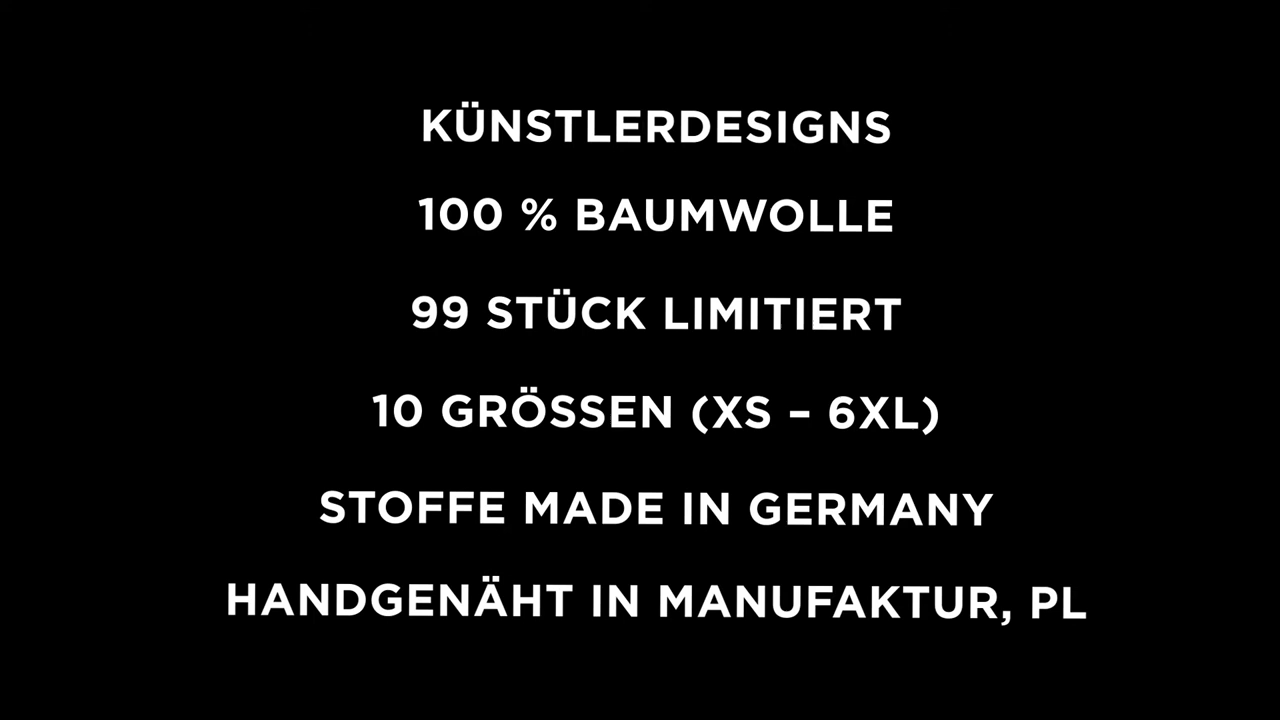 KÜNSTLERDESIGNS
100 % BAUMWOLLE
99 STÜCK LIMITIERT
10 GRÖSSEN (XS – 6XL)
STOFFE MADE IN GERMANY
HANDGENÄHT IN MANUFAKTUR, PL